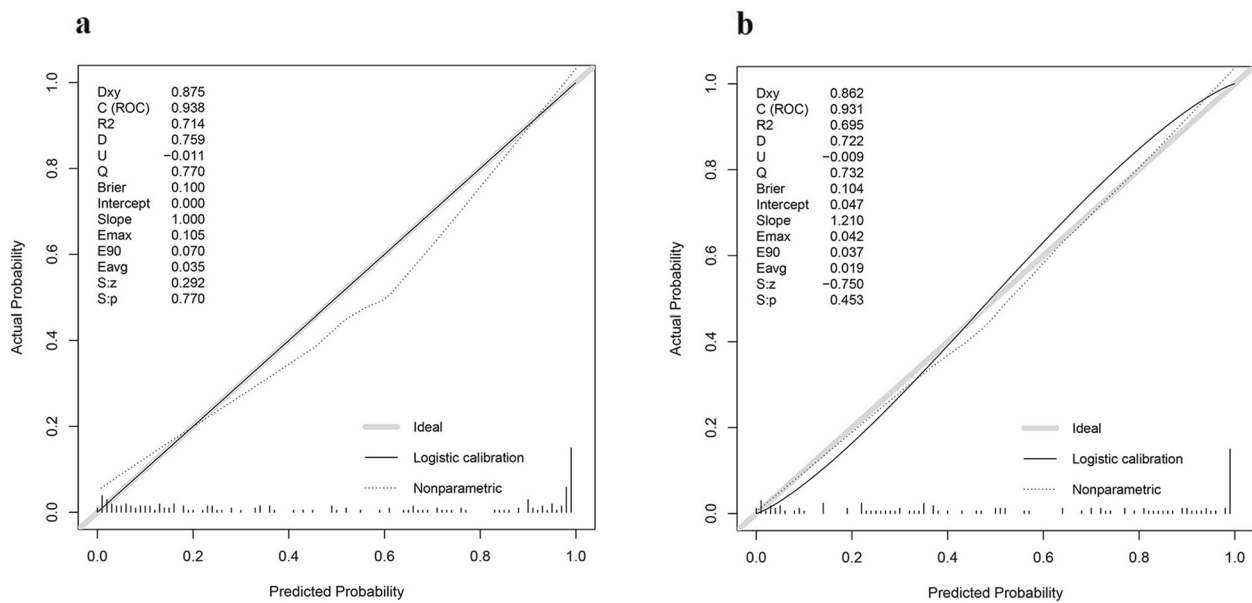 a
Dxy 0.875
C (ROC) 0.938
R2 0.714
D 0.759
U −0.011
Q 0.770
Brier 0.100
Intercept 0.000
Slope 1.000
Emax 0.105
E90 0.070
Eavg 0.035
S:z 0.292
S:p 0.770
Ideal
Logistic calibration
Nonparametric
Actual Probability
0.0
0.2
0.4
0.6
0.8
1.0
0.0 0.2 0.4 0.6 0.8 1.0
Predicted Probability
b
Dxy 0.862
C (ROC) 0.931
R2 0.695
D 0.722
U −0.009
Q 0.732
Brier 0.104
Intercept 0.047
Slope 1.210
Emax 0.042
E90 0.037
Eavg 0.019
S:z −0.750
S:p 0.453
Ideal
Logistic calibration
Nonparametric
Actual Probability
0.0
0.2
0.4
0.6
0.8
1.0
0.0 0.2 0.4 0.6 0.8 1.0
Predicted Probability